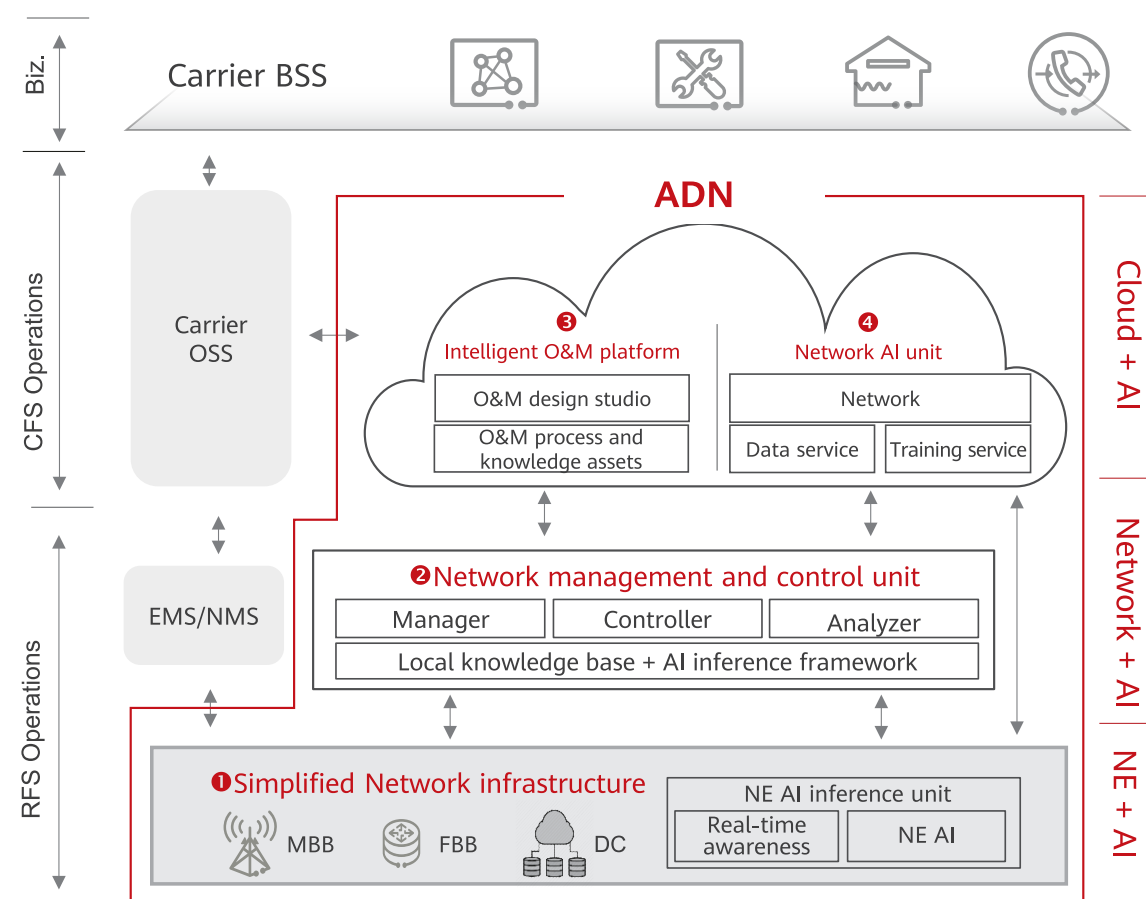 Biz.
Carrier BSS
CFS Operations
Carrier
OSS
ADN
❸
Intelligent O&M platform
O&M design studio
O&M process and
knowledge assets
❹
Network AI unit
Network
Data service
Training service
Cloud + AI
RFS Operations
EMS/NMS
❷Network management and control unit
Manager
Controller
Analyzer
Local knowledge base + AI inference framework
Network + AI
❶Simplified Network infrastructure
MBB
FBB
DC
NE AI inference unit
Real-time
awareness
NE AI
NE + AI